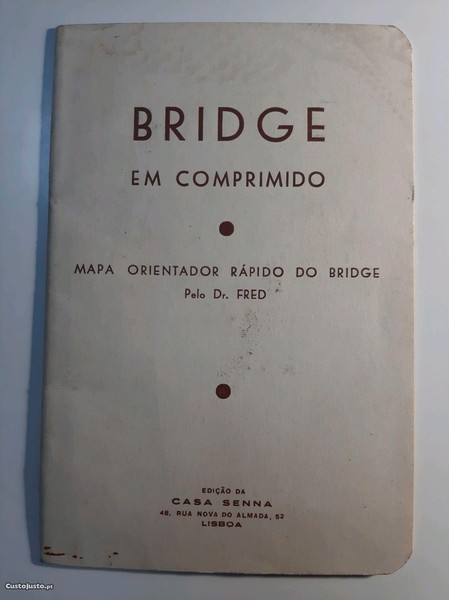 BRIDGE
EM COMPRIMIDO
MAPA ORIENTADOR RÁPIDO DO BRIDGE
Pelo Dr. FRED
EDIÇÃO DA
CASA SENNA
48, RUA NOVA DO ALMADA, 52
LISBOA
CustoJusto.pt